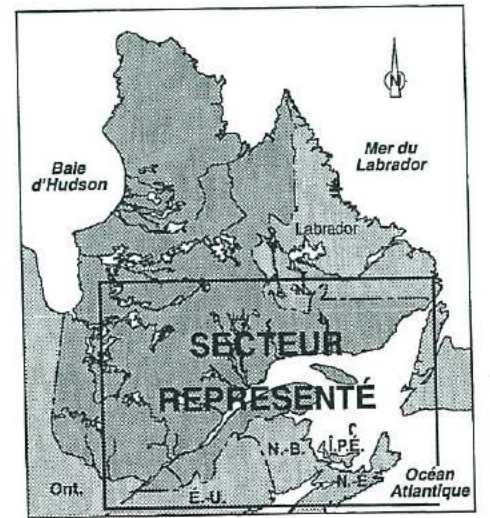 N
Mer du
Labrador
Baie
d'Hudson
Labrador
SECTEUR
REPRÉSENTÉ
Î.P.É.
N.-B.
N.-É.
Océan
Atlantique
Ont.
É.-U.